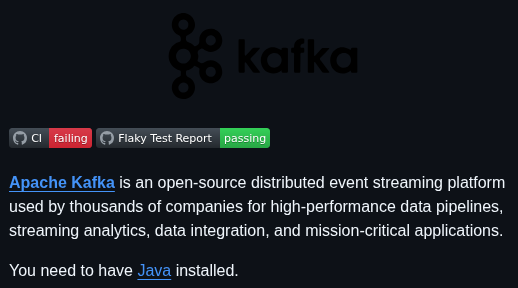 kafka
CI failing Flaky Test Report passing
Apache Kafka is an open-source distributed event streaming platform
used by thousands of companies for high-performance data pipelines,
streaming analytics, data integration, and mission-critical applications.
You need to have Java installed.